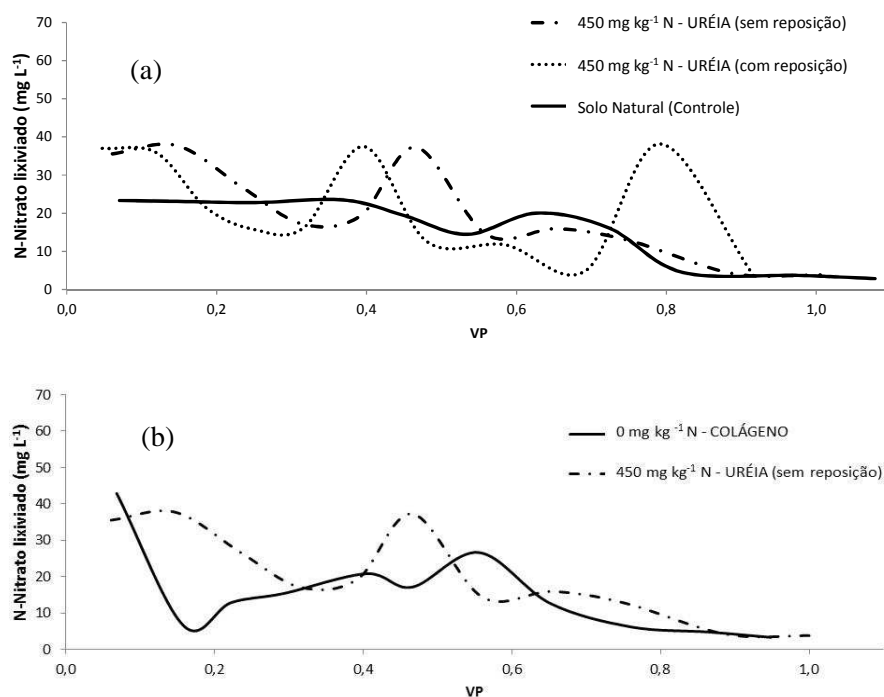 70
60
50
40
30
20
10
0
N-Nitrato lixiviado (mg L-1)
(a)
450 mg kg-1 N - URÉIA (sem reposição)
450 mg kg-1 N - URÉIA (com reposição)
Solo Natural (Controle)
0,0 0,2 0,4 0,6 0,8 1,0
VP
70
60
50
40
30
20
10
0
N-Nitrato lixiviado (mg L-1)
(b)
0 mg kg -1 N - COLÁGENO
450 mg kg-1 N - URÉIA (sem reposição)
0,0 0,2 0,4 0,6 0,8 1,0
VP